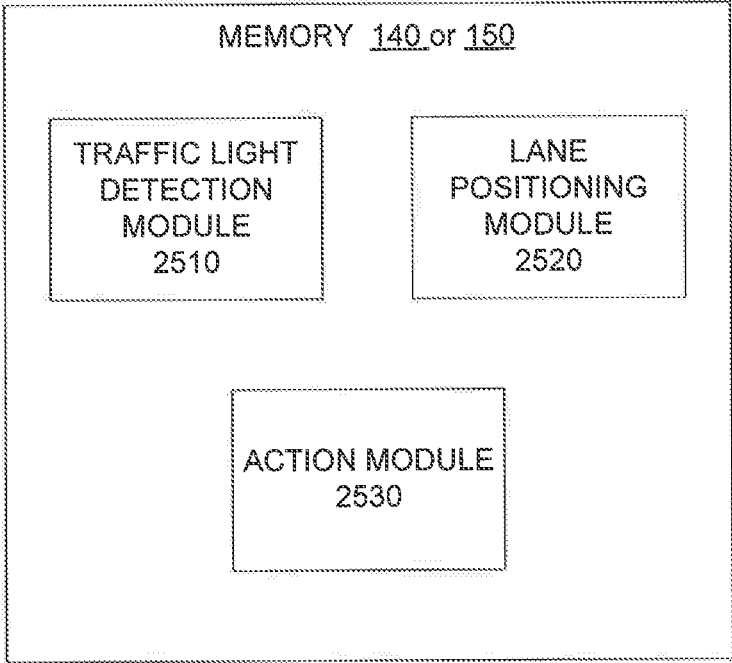 MEMORY 140 or 150
TRAFFIC LIGHT
DETECTION
MODULE
2510
LANE
POSITIONING
MODULE
2520
ACTION MODULE
2530